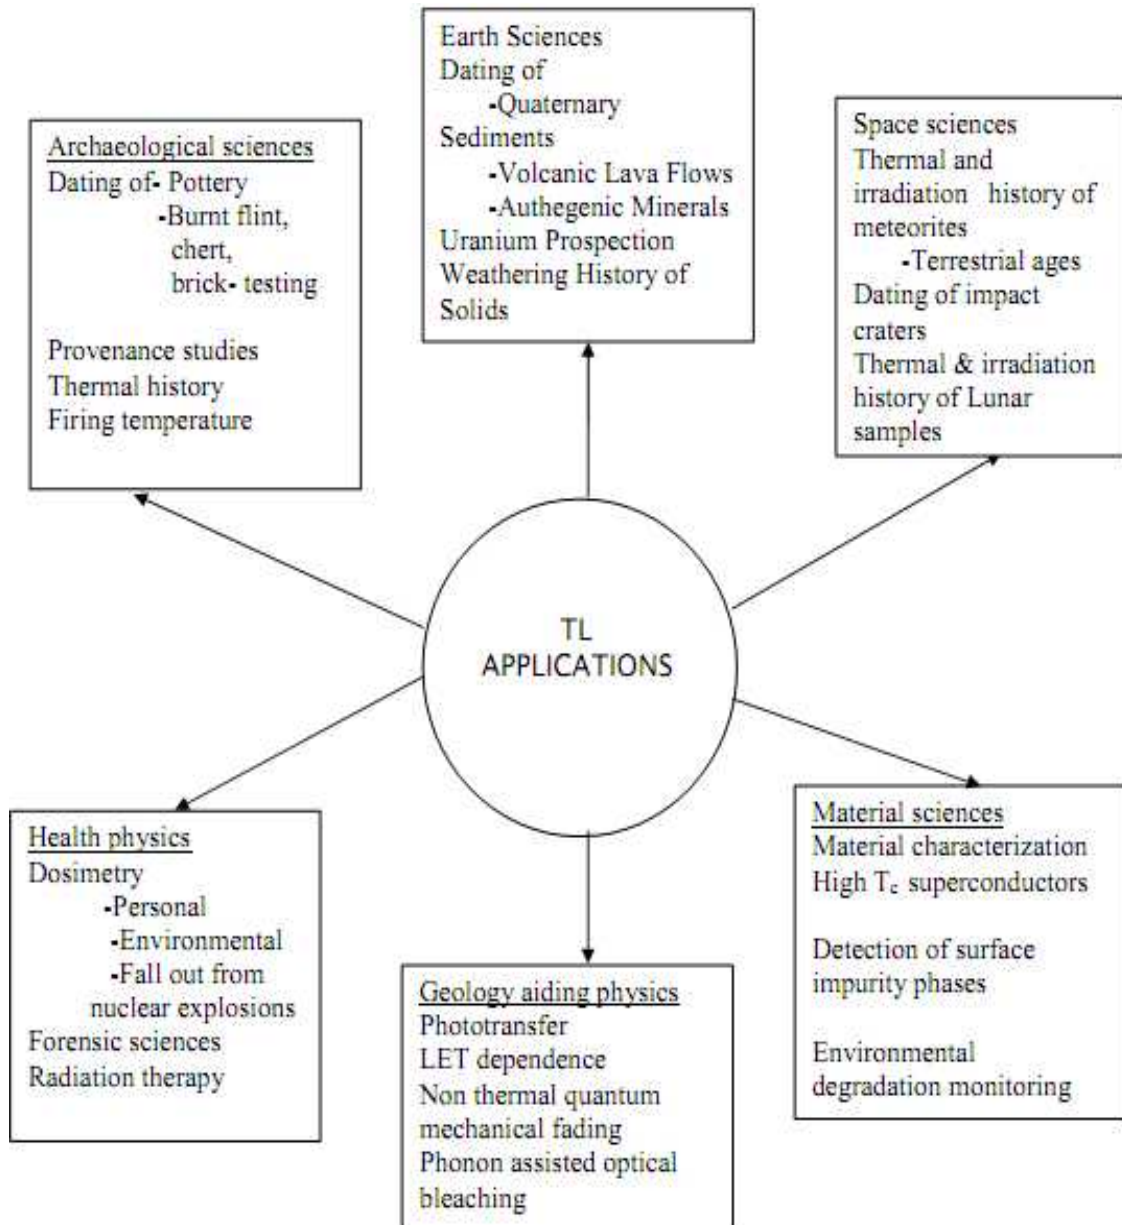 Earth Sciences
Dating of
-Quaternary
Sediments
-Volcanic Lava Flows
-Authegenic Minerals
Uranium Prospection
Weathering History of
Solids
Archaeological sciences
Dating of- Pottery
-Burnt flint,
chert,
brick- testing
Provenance studies
Thermal history
Firing temperature
Space sciences
Thermal and
irradiation history of
meteorites
-Terrestrial ages
Dating of impact
craters
Thermal & irradiation
history of Lunar
samples
TL
APPLICATIONS
Health physics
Dosimetry
-Personal
-Environmental
-Fall out from
nuclear explosions
Forensic sciences
Radiation therapy
Geology aiding physics
Phototransfer
LET dependence
Non thermal quantum
mechanical fading
Phonon assisted optical
bleaching
Material sciences
Material characterization
High Tc superconductors
Detection of surface
impurity phases
Environmental
degradation monitoring